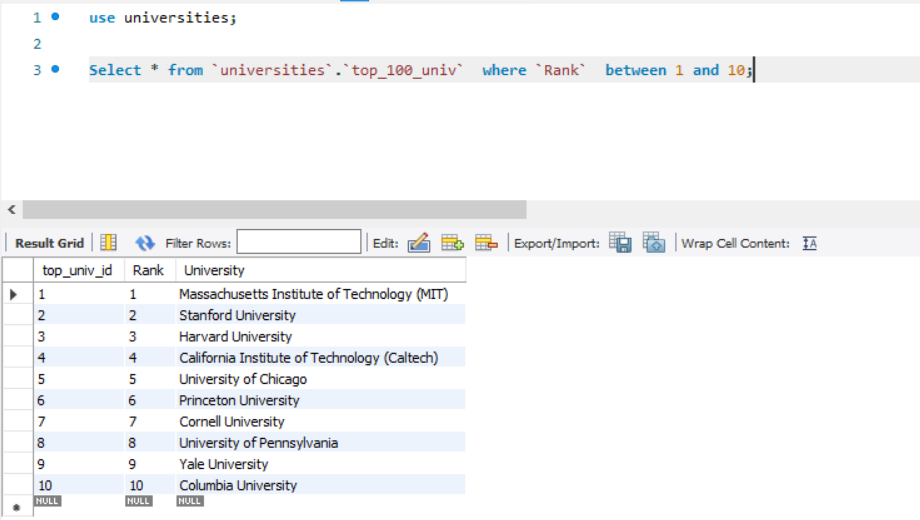 1 use universities;
2
3 Select * from `universities`.`top_100_univ`  where `Rank`  between 1 and 10;
Result Grid Filter Rows: Edit: Export/Import: Wrap Cell Content: IA
top_univ_id Rank University
1 1 Massachusetts Institute of Technology (MIT)
2 2 Stanford University
3 3 Harvard University
4 4 California Institute of Technology (Caltech)
5 5 University of Chicago
6 6 Princeton University
7 7 Cornell University
8 8 University of Pennsylvania
9 9 Yale University
10 10 Columbia University
NULL NULL NULL